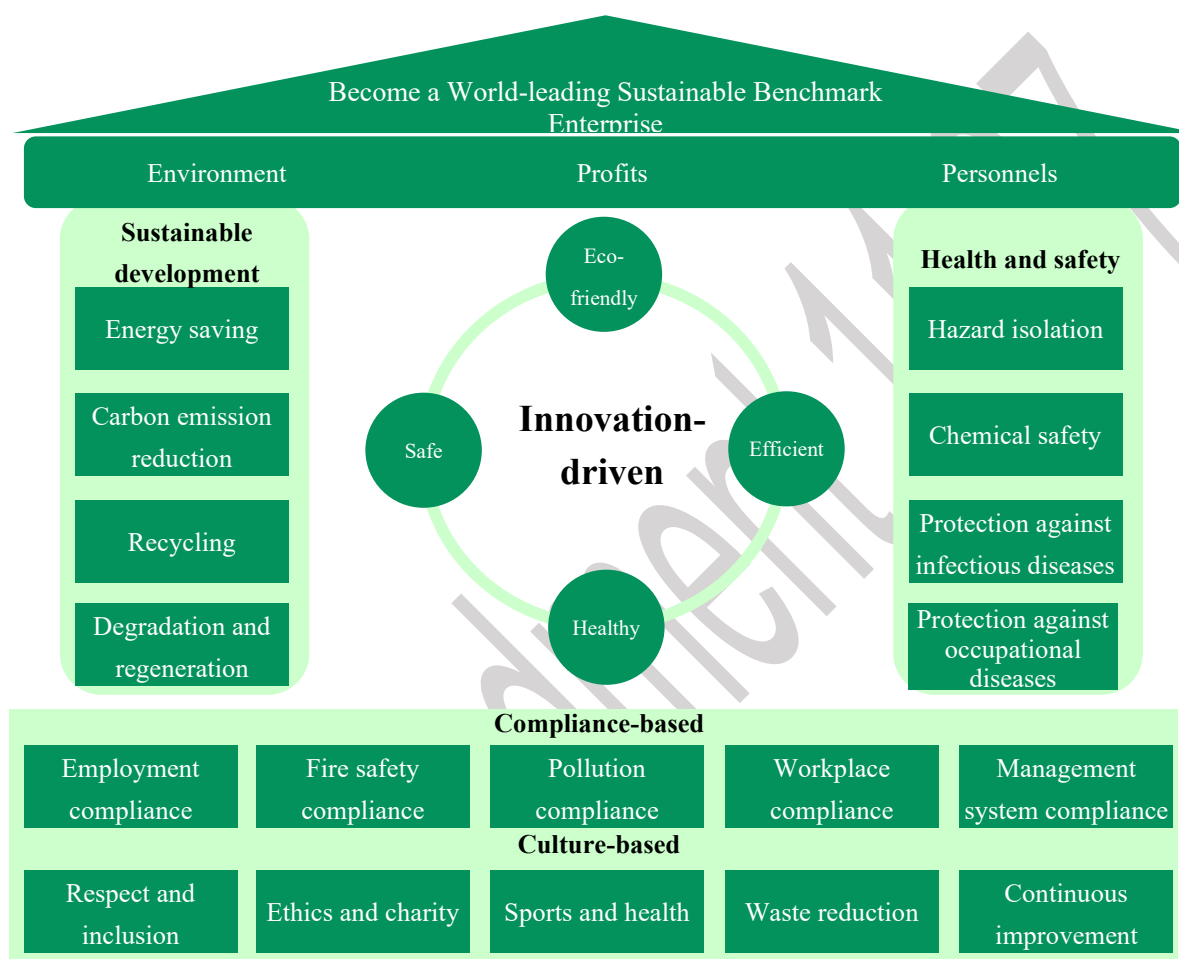 Become a World-leading Sustainable Benchmark
Enterprise
Environment
Profits
Personnels
Sustainable
development
Energy saving
Carbon emission
reduction
Recycling
Degradation and
regeneration
Eco-
friendly
Safe
Innovation-
driven
Efficient
Healthy
Health and safety
Hazard isolation
Chemical safety
Protection against
infectious diseases
Protection against
occupational
diseases
Compliance-based
Employment
compliance
Fire safety
compliance
Pollution
compliance
Workplace
compliance
Management
system compliance
Culture-based
Respect and
inclusion
Ethics and charity
Sports and health
Waste reduction
Continuous
improvement